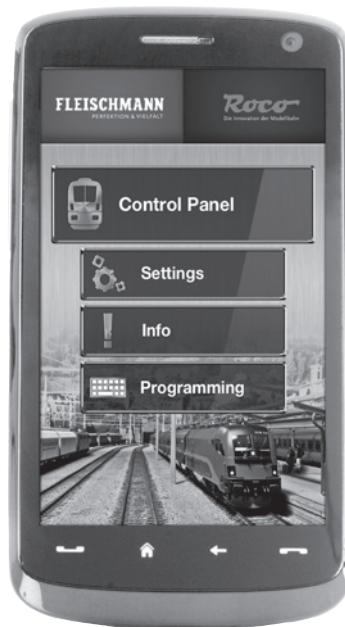 FLEISCHMANN
PERFEKTION & VIELFALT
Roco
Die Innovation der Modellbahn
Control Panel
Settings
Info
Programming